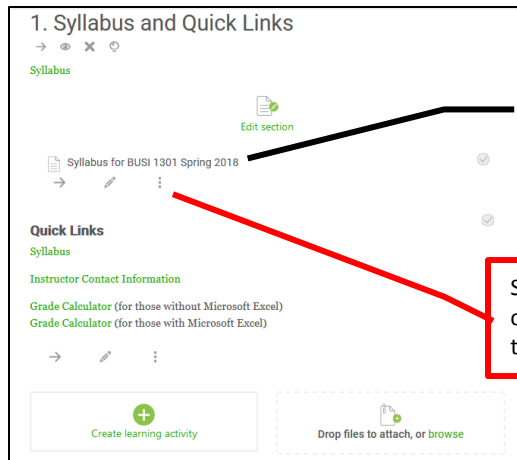 1. Syllabus and Quick Links
Syllabus
Edit section
Syllabus for BUSI 1301 Spring 2018
Quick Links
Syllabus
Instructor Contact Information
Grade Calculator (for those without Microsoft Excel)
Grade Calculator (for those with Microsoft Excel)
Create learning activity
Drop files to attach, or browse